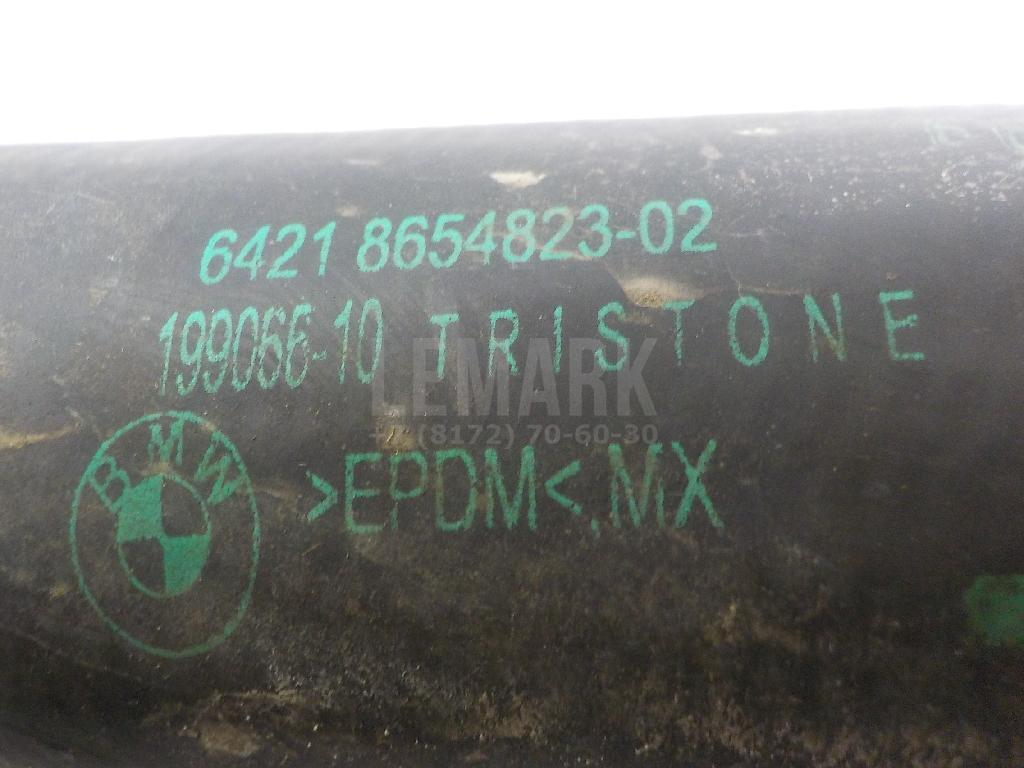 6421 8654823-02
199066-10 TRISTONE
LEMARK
+7 (8172) 70-60-30
BMW
>EPDM<.MX